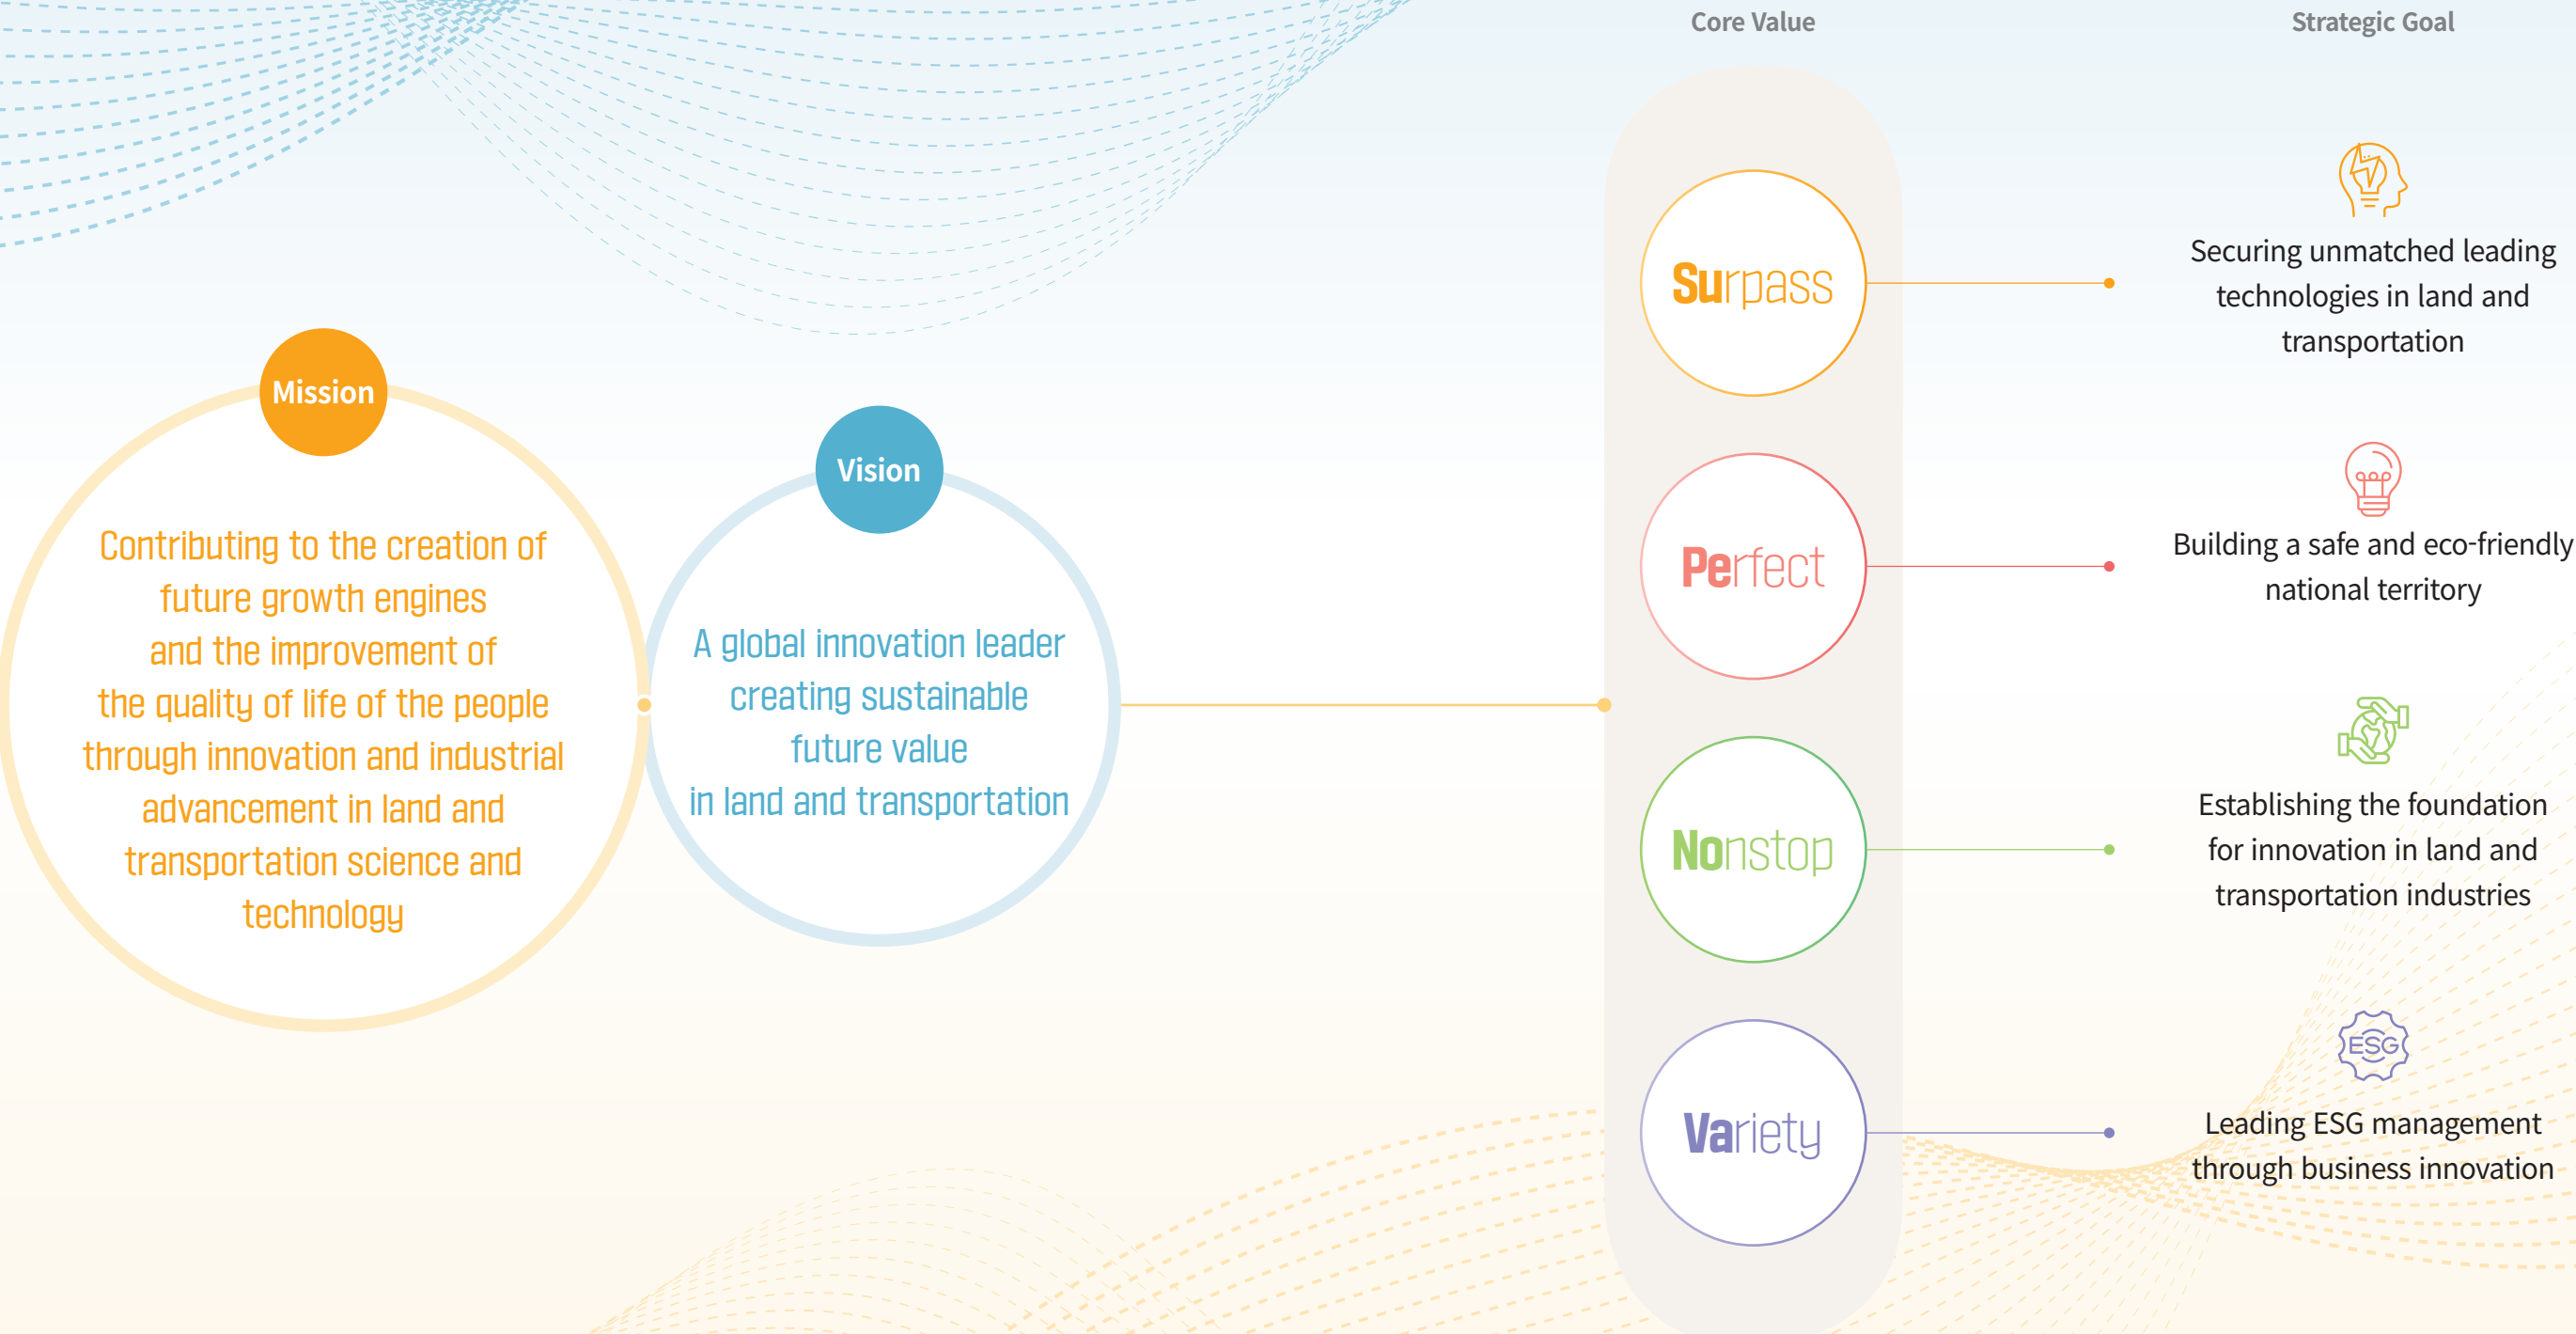 Mission
Contributing to the creation of
future growth engines
and the improvement of
the quality of life of the people
through innovation and industrial
advancement in land and
transportation science and
technology
Vision
A global innovation leader
creating sustainable
future value
in land and transportation
Core Value
Strategic Goal
Surpass
Securing unmatched leading
technologies in land and
transportation
Perfect
Building a safe and eco-friendly
national territory
Nonstop
Establishing the foundation
for innovation in land and
transportation industries
Variety
ESG
Leading ESG management
through business innovation